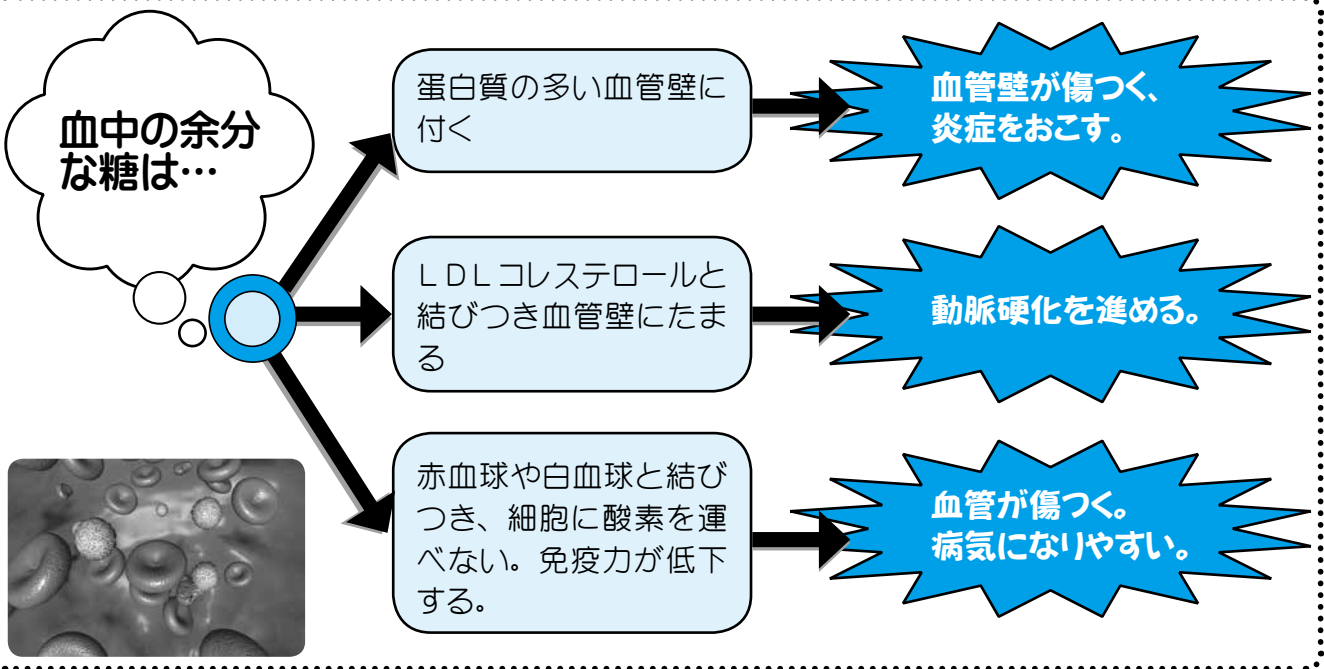 血中の余分
な糖は…
蛋白質の多い血管壁に
付く
血管壁が傷つく、
炎症をおこす。
ＬＤＬコレステロールと
結びつき血管壁にたま
る
動脈硬化を進める。
赤血球や白血球と結び
つき、細胞に酸素を運
べない。免疫力が低下
する。
血管が傷つく。
病気になりやすい。